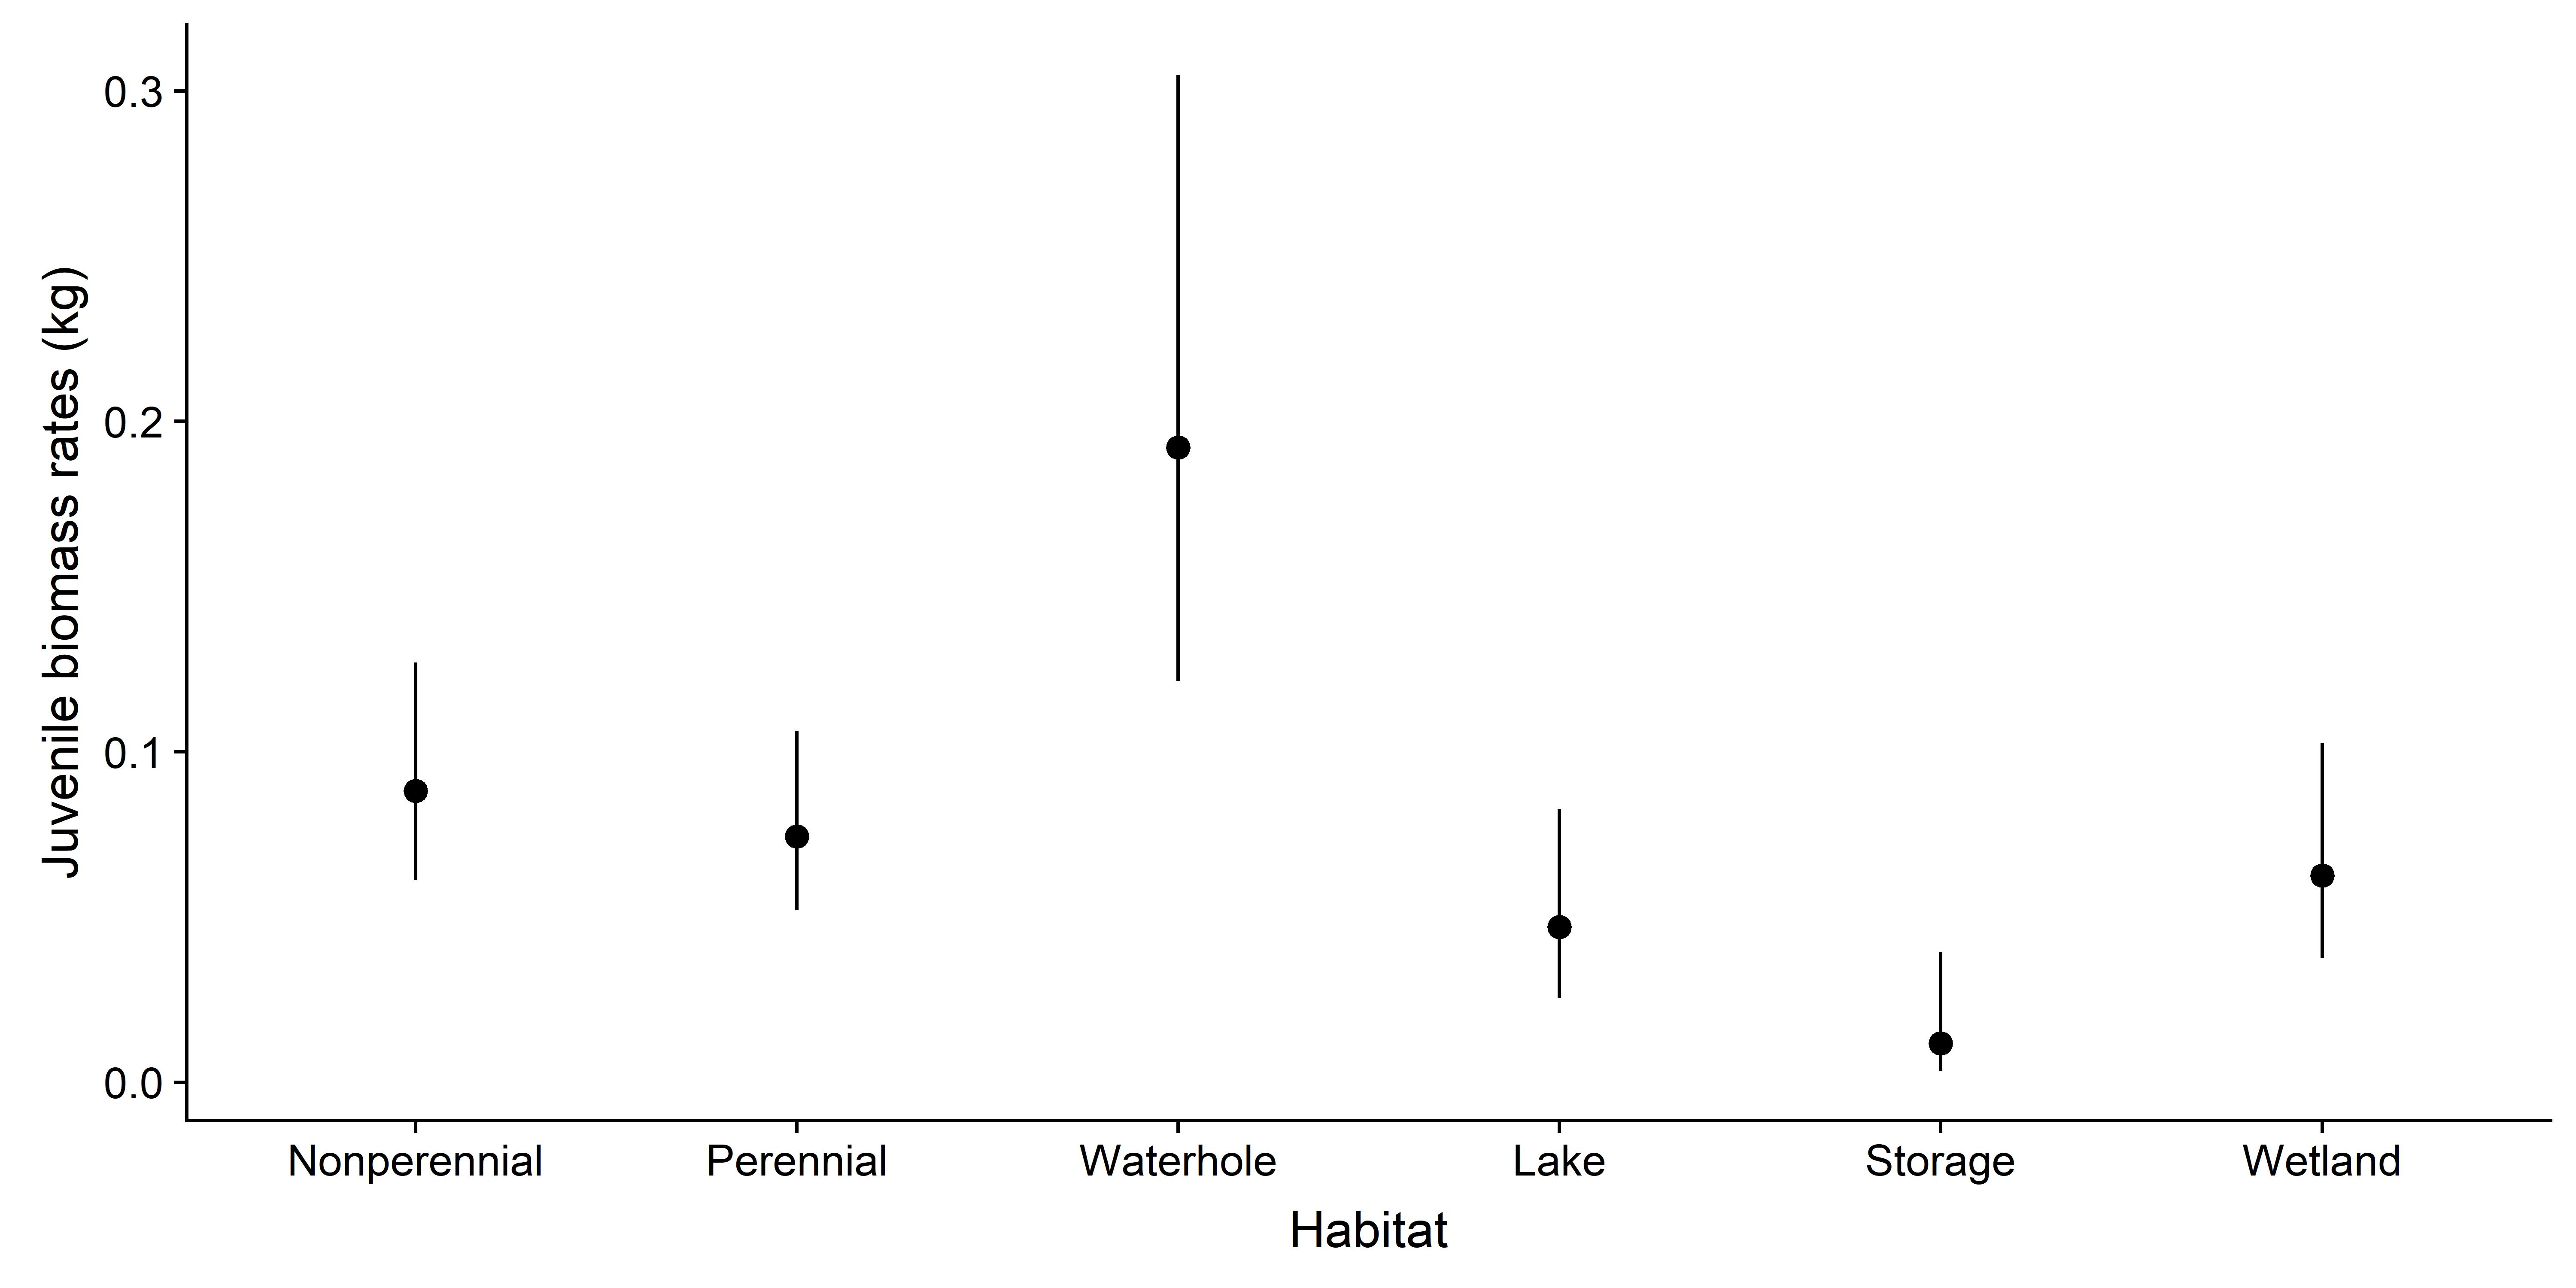 Juvenile biomass rates (kg)
0.3
0.2
0.1
0.0
Nonperennial Perennial Waterhole Lake Storage Wetland
Habitat